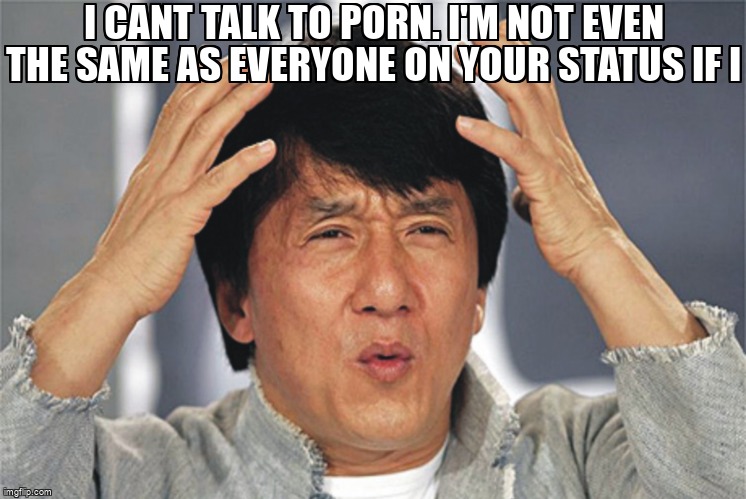 I CANT TALK TO PORN. I'M NOT EVEN
THE SAME AS EVERYONE ON YOUR STATUS IF I
imgflip.com